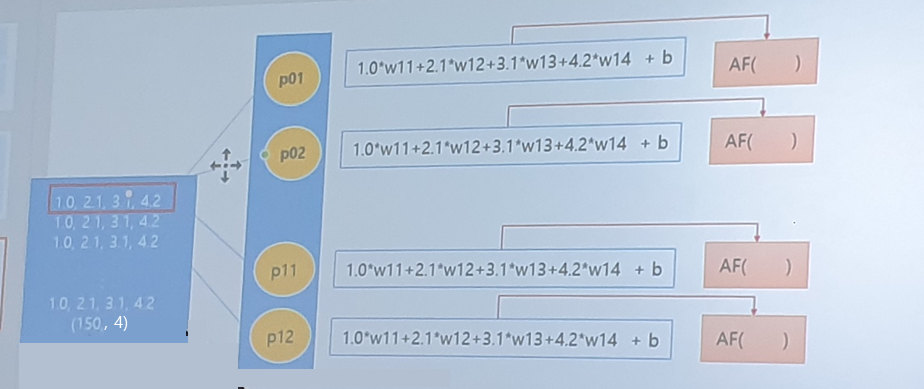 p01
1.0*w11+2.1*w12+3.1*w13+4.2*w14 + b
AF( )
p02
1.0*w11+2.1*w12+3.1*w13+4.2*w14 + b
AF( )
1.0, 2.1, 3.1, 4.2
1.0, 2.1, 3.1, 4.2
1.0, 2.1, 3.1, 4.2
1.0, 2.1, 3.1, 4.2
(150, 4)
p11
1.0*w11+2.1*w12+3.1*w13+4.2*w14 + b
AF( )
p12
1.0*w11+2.1*w12+3.1*w13+4.2*w14 + b
AF( )